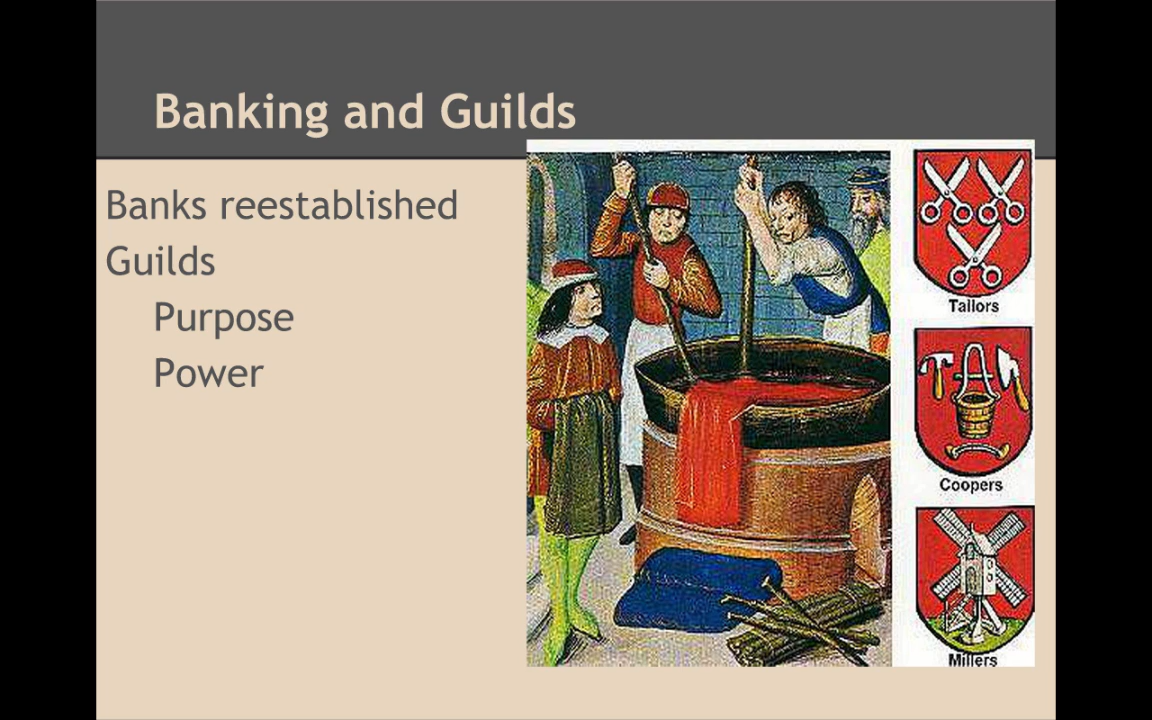 Banking and Guilds
Banks reestablished
Guilds
Purpose
Power
Tailors
Coopers
Millers